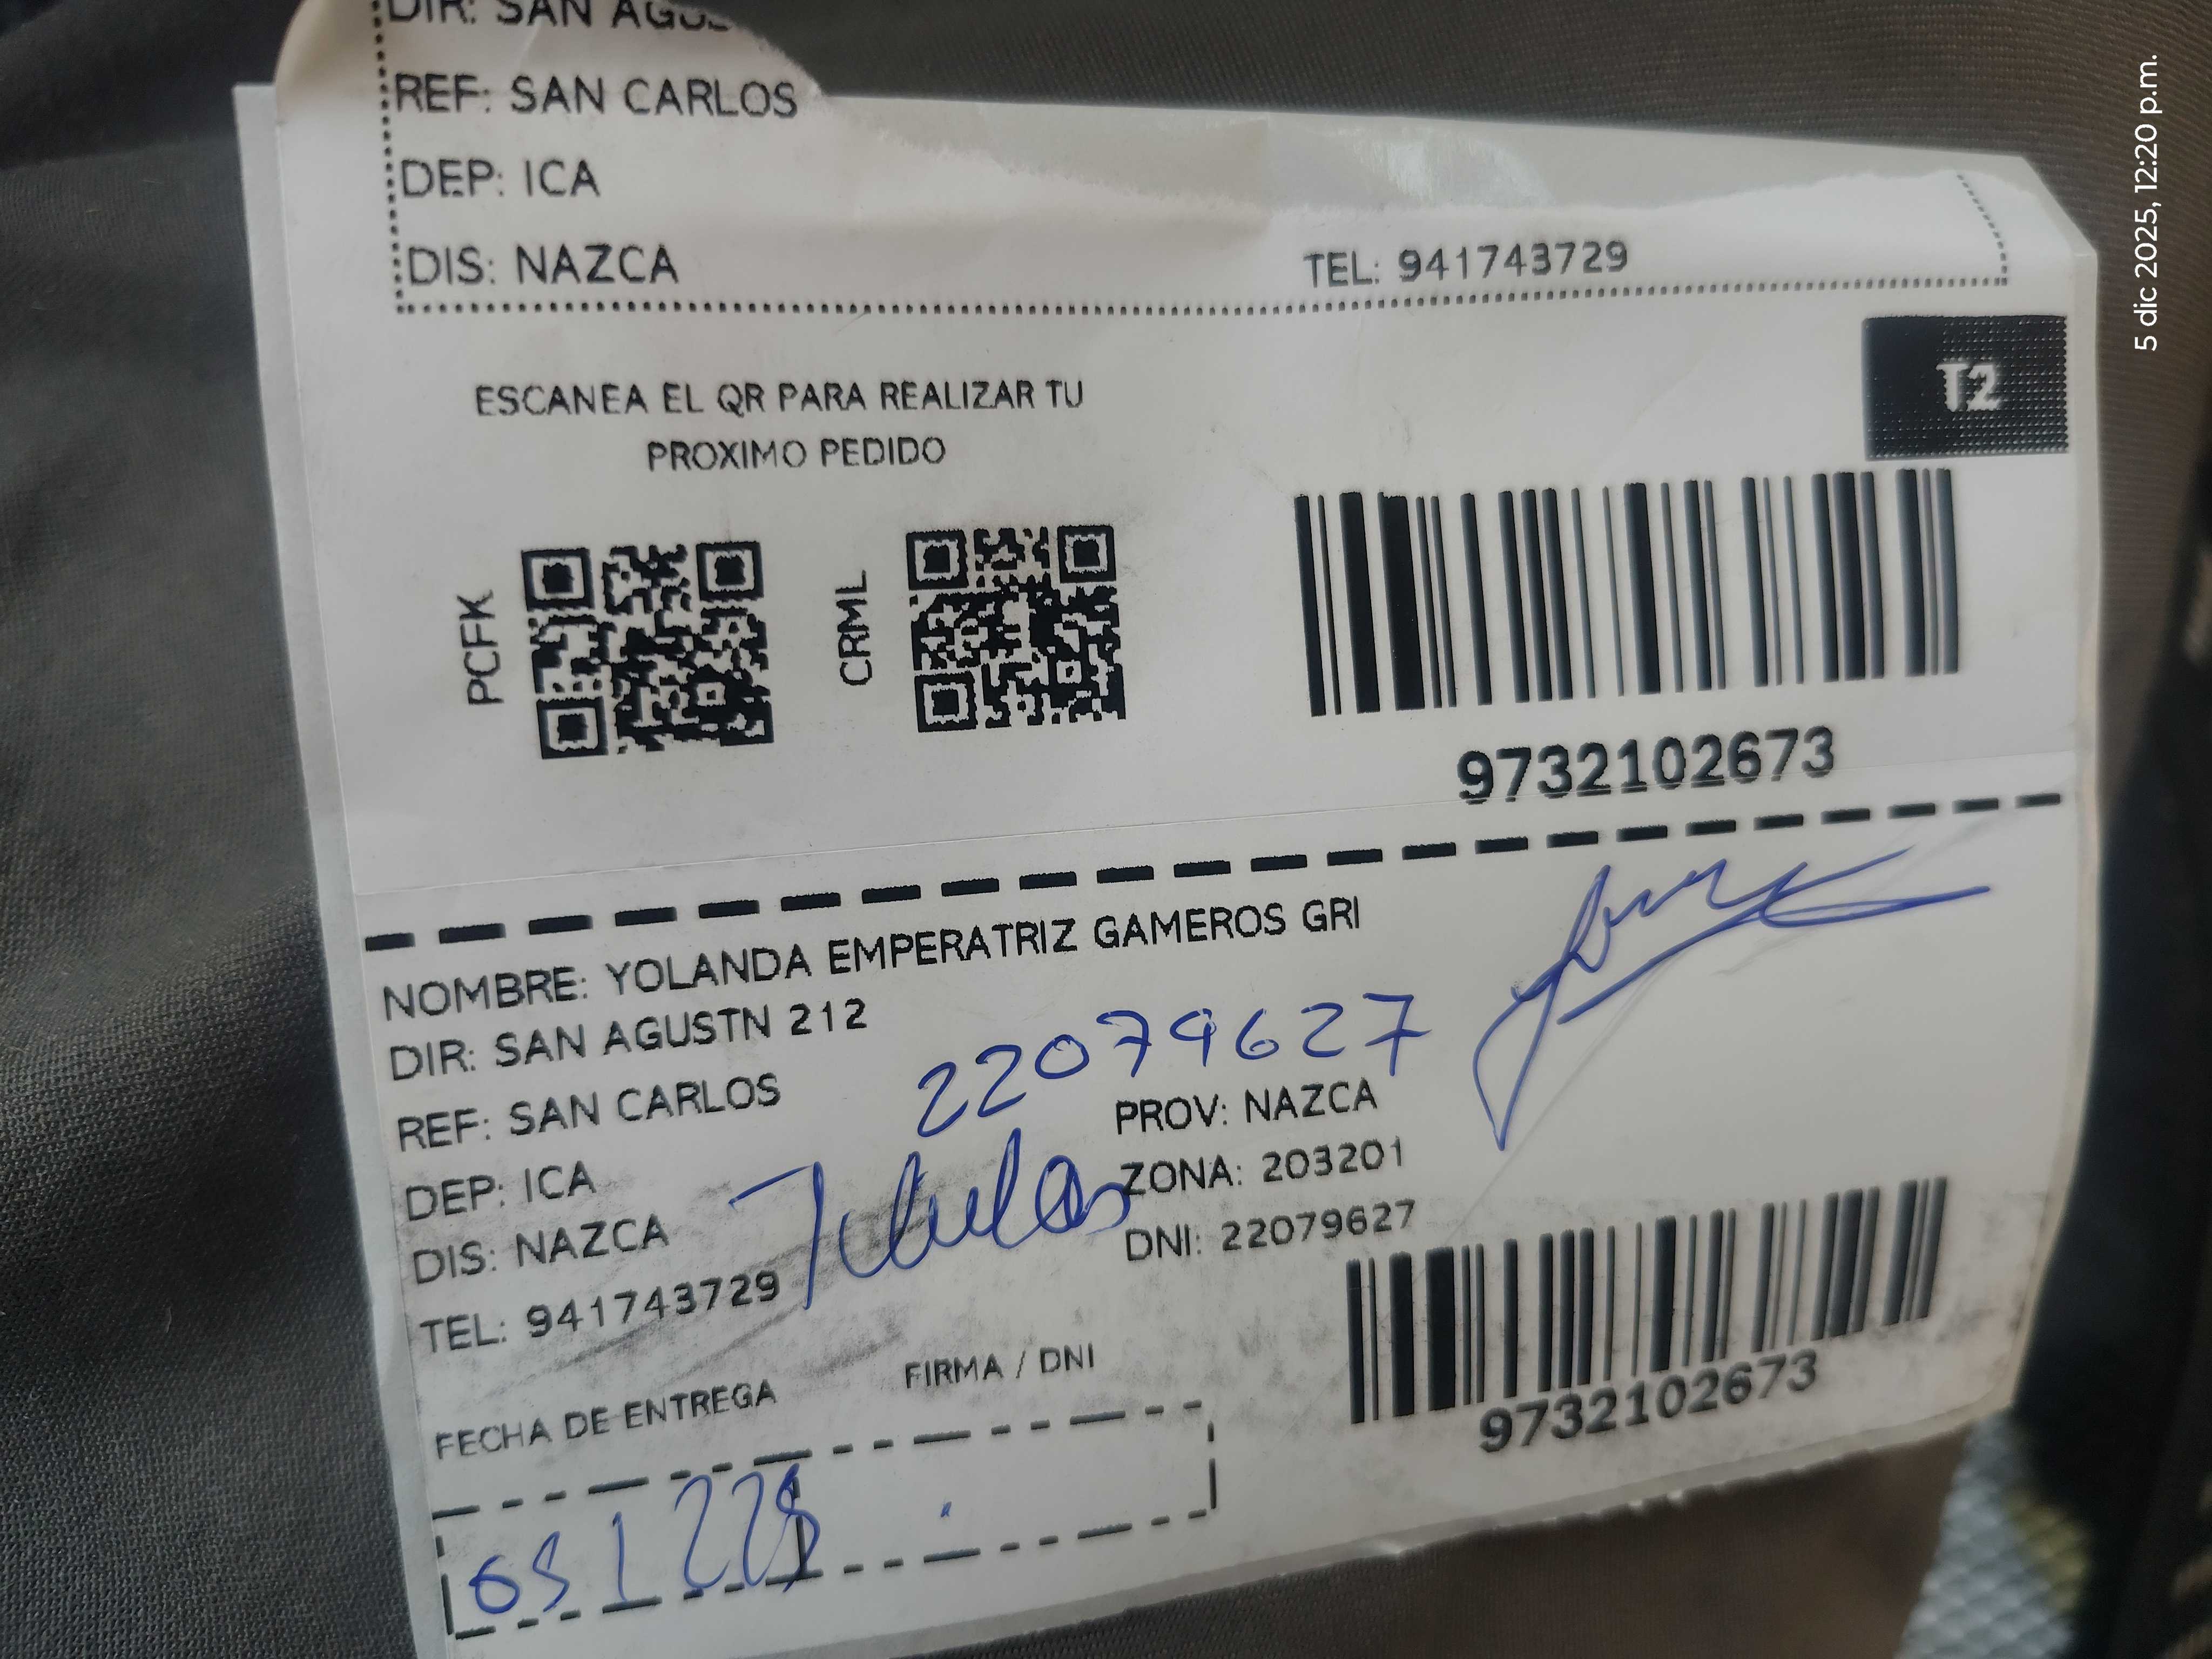 DIR: SAN AGUS
REF: SAN CARLOS
DEP: ICA
DIS: NAZCA
TEL: 941743729
5 dic 2025, 12:20 p.m.
T2
ESCANEA EL QR PARA REALIZAR TU
PROXIMO PEDIDO
PCFK
CRML
9732102673
NOMBRE: YOLANDA EMPERATRIZ GAMEROS GRI
DIR: SAN AGUSTN 212
22079627
REF: SAN CARLOS
PROV: NAZCA
DEP: ICA
ZONA: 203201
DIS: NAZCA
DNI: 22079627
TEL: 941743729
FECHA DE ENTREGA
FIRMA / DNI
9732102673
051225